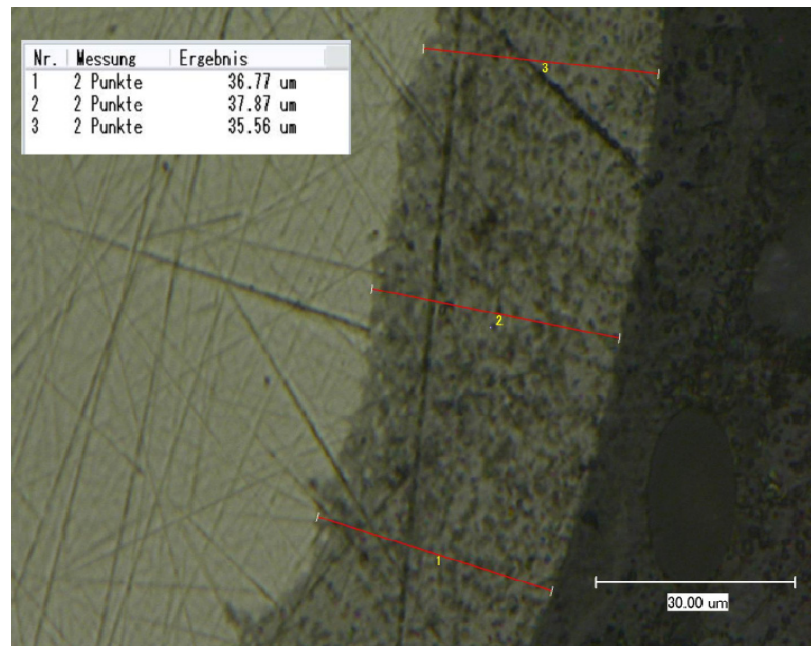 Nr. Messung Ergebnis
1 2 Punkte 36.77 um
2 2 Punkte 37.87 um
3 2 Punkte 35.56 um
3
2
1
30.00 um